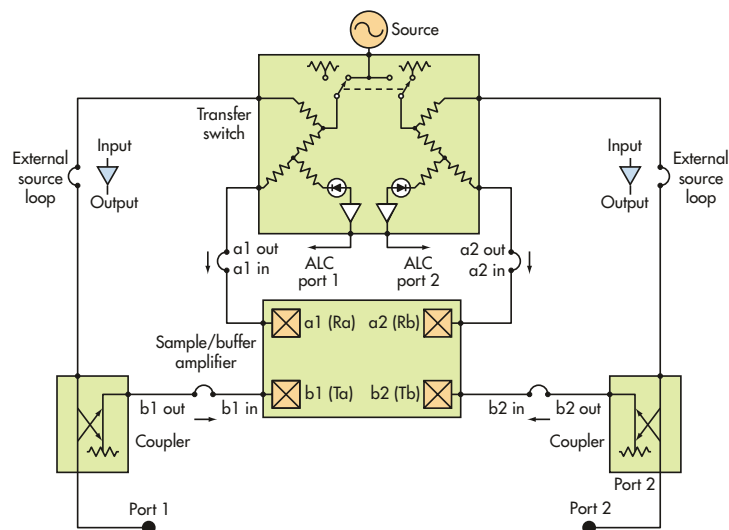 Source
Transfer
switch
Input
Output
External
source
loop
Input
Output
External
source
loop
a1 out
a1 in
ALC
port 1
ALC
port 2
a2 out
a2 in
Sample/buffer
amplifier
a1 (Ra)
a2 (Rb)
b1 (Ta)
b2 (Tb)
b1 out
b1 in
b2 in
b2 out
Coupler
Coupler
Port 2
Port 1
Port 2